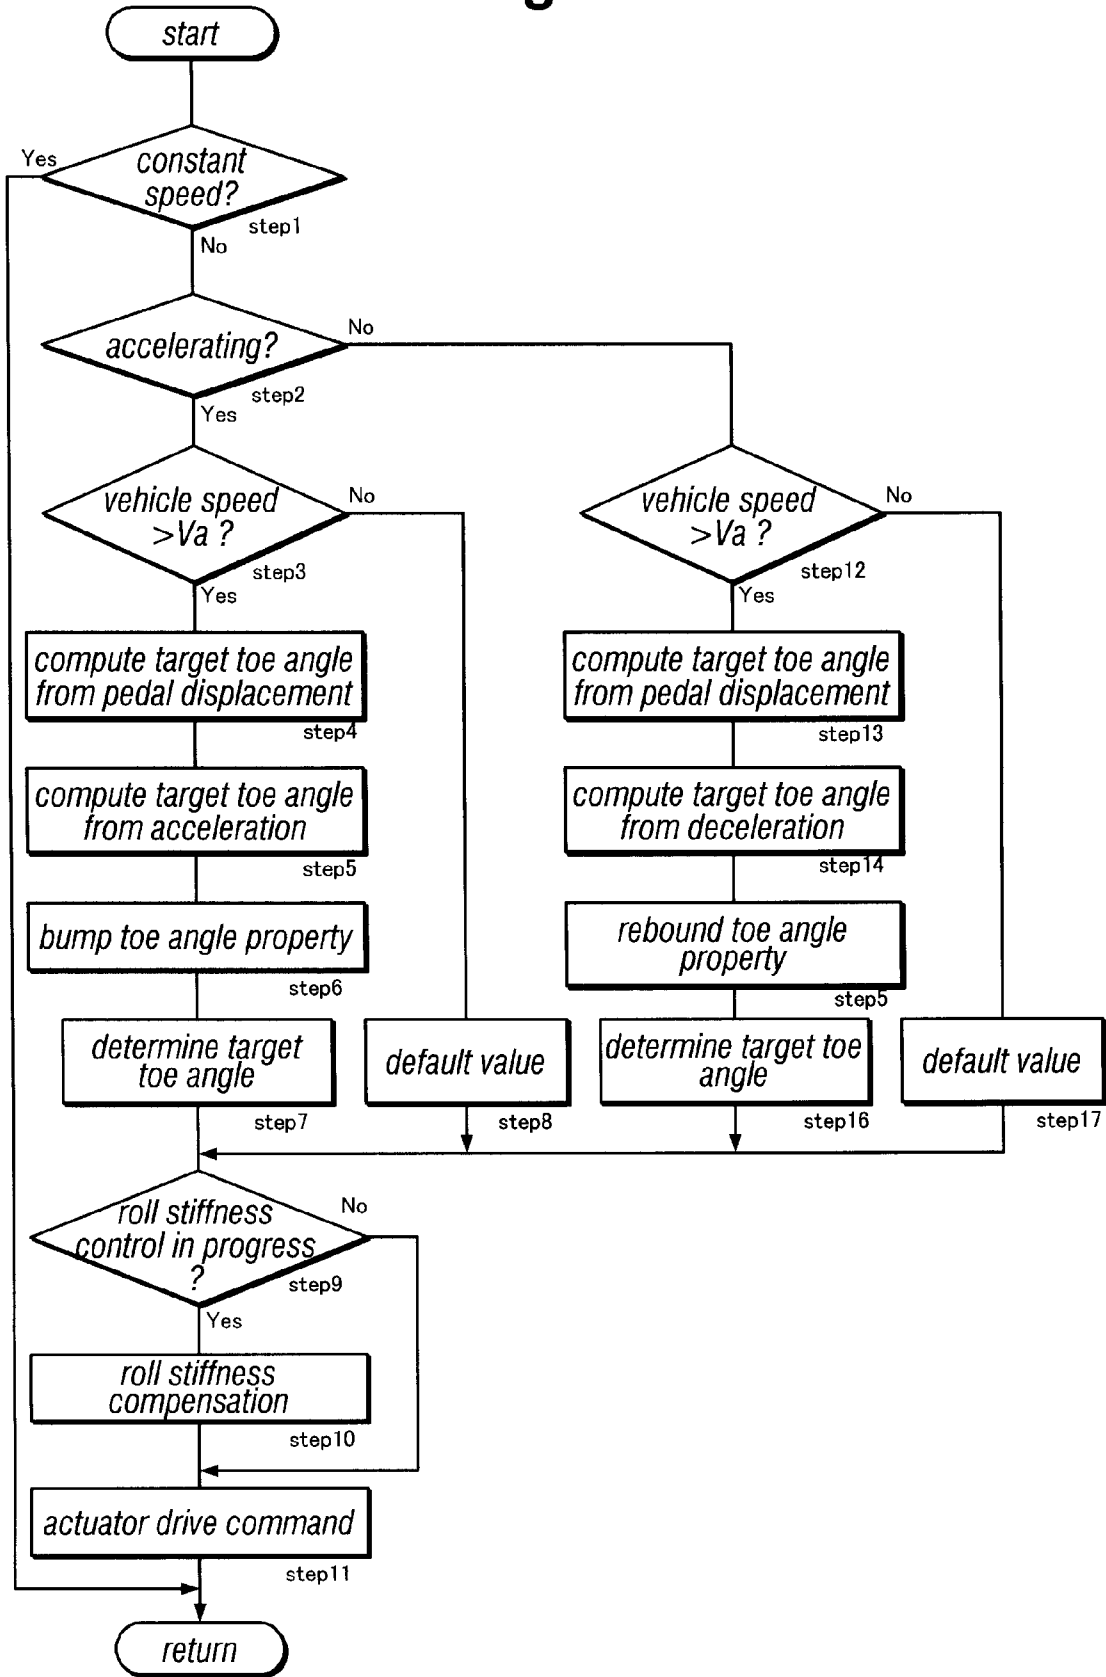 g
start
Yes
constant
speed?
step1
No
accelerating?
No
step2
Yes
vehicle speed
>Va ?
No
step3
Yes
vehicle speed
>Va ?
No
step12
Yes
compute target toe angle
from pedal displacement
step4
compute target toe angle
from pedal displacement
step13
compute target toe angle
from acceleration
step5
compute target toe angle
from deceleration
step14
bump toe angle property
step6
rebound toe angle
property
step5
determine target
toe angle
step7
default value
step8
determine target toe
angle
step16
default value
step17
roll stiffness
control in progress
?
No
step9
Yes
roll stiffness
compensation
step10
actuator drive command
step11
return